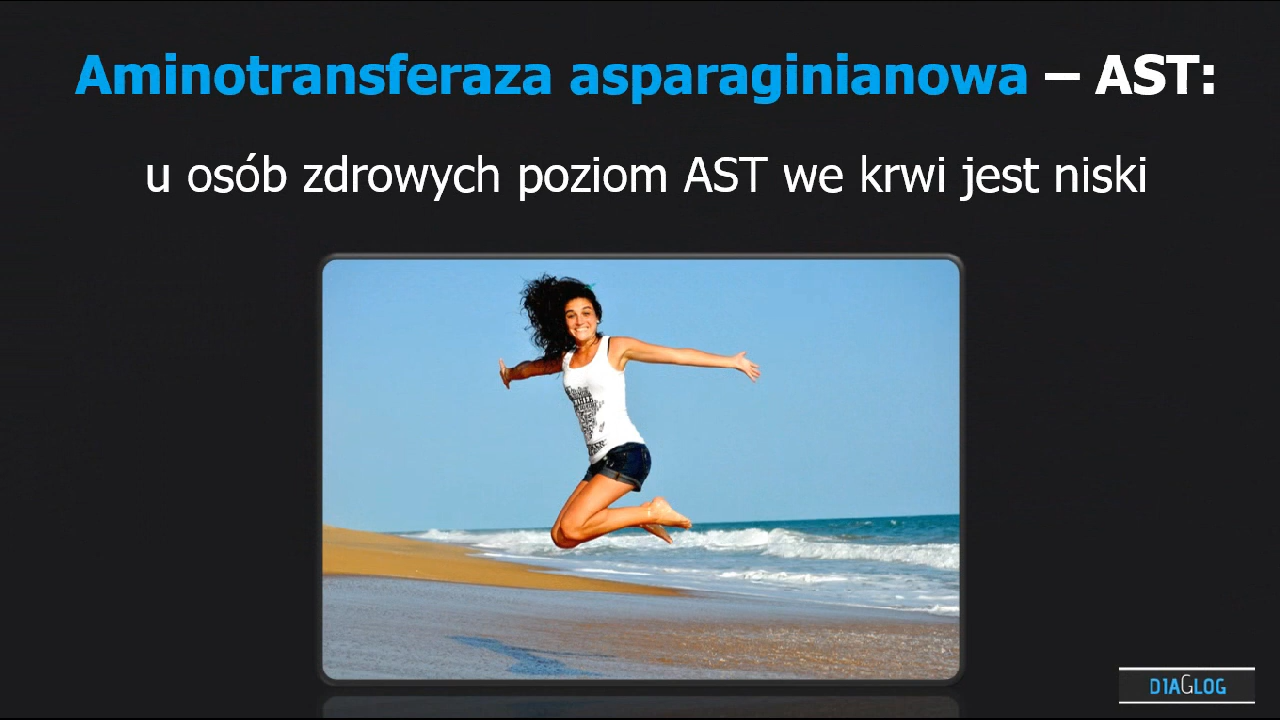 Aminotransferaza asparaginianowa – AST:
u osób zdrowych poziom AST we krwi jest niski
DIAGLOG